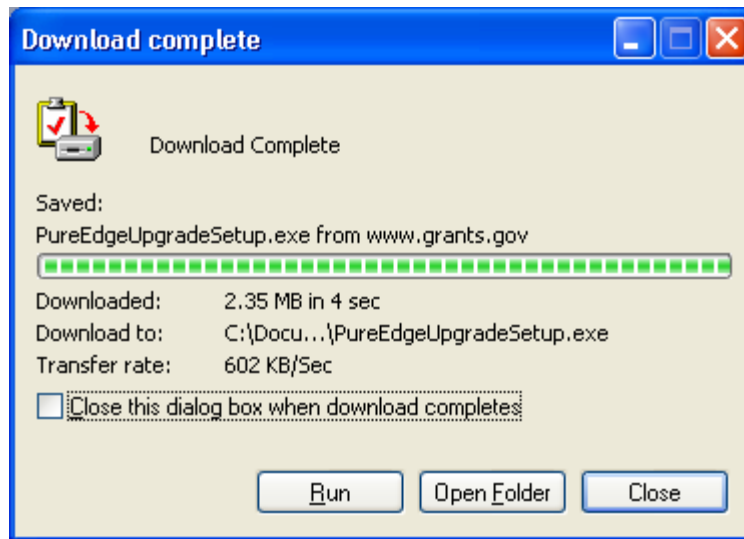 Download complete
Download Complete
Saved:
PureEdgeUpgradeSetup.exe from www.grants.gov
Downloaded: 2.35 MB in 4 sec
Download to: C:\Docu...\PureEdgeUpgradeSetup.exe
Transfer rate: 602 KB/Sec
Close this dialog box when download completes
Run Open Folder Close